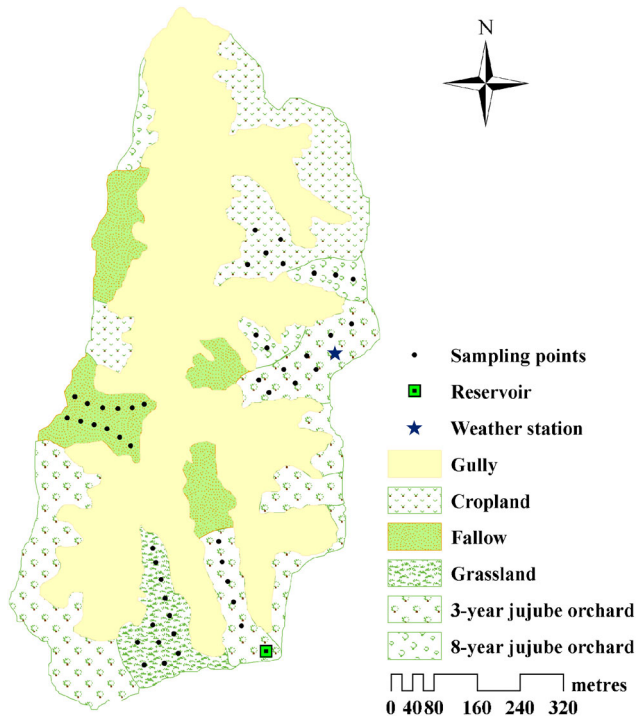 N
Sampling points
Reservoir
Weather station
Gully
Cropland
Fallow
Grassland
3-year jujube orchard
8-year jujube orchard
metres
0 40 80 160 240 320